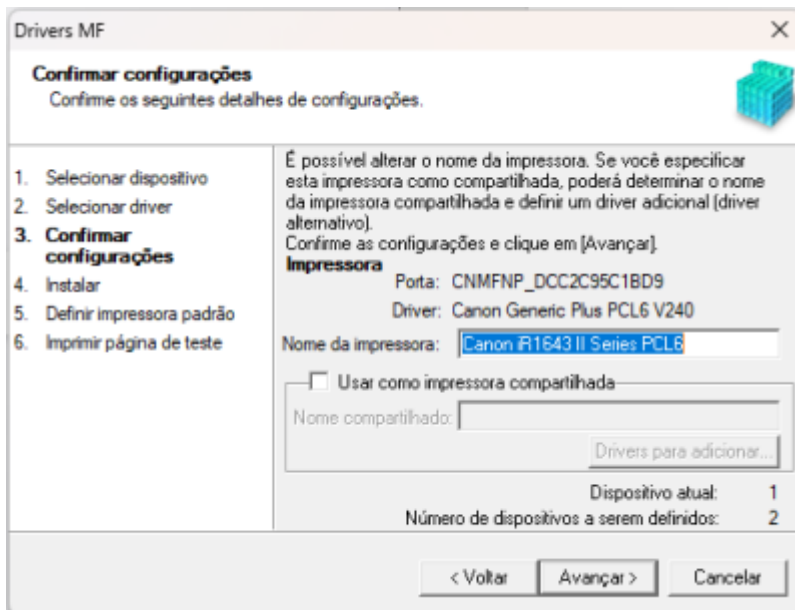 Drivers MF
Confirmar configurações
Confirme os seguintes detalhes de configurações.
1. Selecionar dispositivo
2. Selecionar driver
3. Confirmar
configurações
4. Instalar
5. Definir impressora padrão
6. Imprimir página de teste
É possível alterar o nome da impressora. Se você especificar
esta impressora como compartilhada, poderá determinar o nome
da impressora compartilhada e definir um driver adicional (driver
alternativo).
Confirme as configurações e clique em [Avançar].
Impressora
Porta: CNMFNP_DCC2C95C1BD9
Driver: Canon Generic Plus PCL6 V240
Nome da impressora: Canon iR1643 II Series PCL6
Usar como impressora compartilhada
Nome compartilhado:
Drivers para adicionar...
Dispositivo atual: 1
Número de dispositivos a serem definidos: 2
< Voltar Avançar > Cancelar